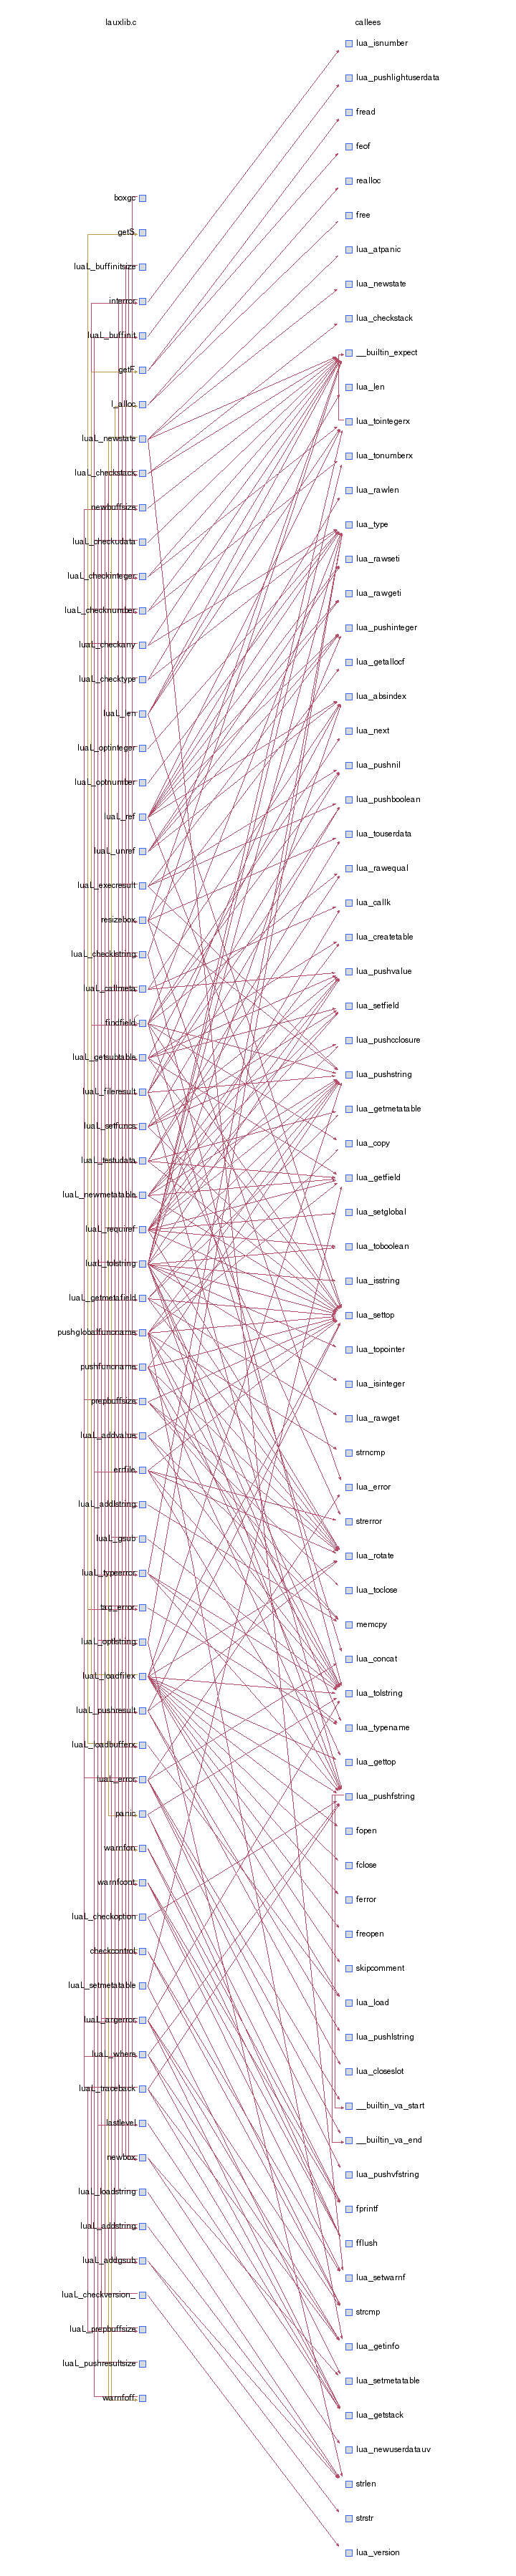 lauxlib.c
callees
lua_isnumber
lua_pushlightuserdata
fread
feof
realloc
boxgc
free
getS
lua_atpanic
luaL_buffinitsize
lua_newstate
interror
lua_checkstack
luaL_buffinit
__builtin_expect
getF
lua_len
l_alloc
lua_tointegerx
luaL_newstate
lua_tonumberx
luaL_checkstack
lua_rawlen
newbuffsize
lua_type
luaL_checkudata
lua_rawseti
luaL_checkinteger
lua_rawgeti
luaL_checknumber
lua_pushinteger
luaL_checkany
lua_getallocf
luaL_checktype
lua_absindex
luaL_len
lua_next
luaL_optinteger
lua_pushnil
luaL_optnumber
lua_pushboolean
luaL_ref
lua_touserdata
luaL_unref
lua_rawequal
luaL_execresult
lua_callk
resizebox
lua_createtable
luaL_checklstring
lua_pushvalue
luaL_callmeta
lua_setfield
findfield
lua_pushcclosure
luaL_getsubtable
lua_pushstring
luaL_fileresult
lua_getmetatable
luaL_setfuncs
lua_copy
luaL_testudata
lua_getfield
luaL_newmetatable
lua_setglobal
luaL_requiref
lua_toboolean
luaL_tolstring
lua_isstring
luaL_getmetafield
lua_settop
pushglobalfuncname
lua_topointer
pushfuncname
lua_isinteger
prepbuffsize
lua_rawget
luaL_addvalue
strncmp
errfile
lua_error
luaL_addlstring
strerror
luaL_gsub
lua_rotate
luaL_typeerror
lua_toclose
tag_error
memcpy
luaL_optlstring
lua_concat
luaL_loadfilex
lua_tolstring
luaL_pushresult
lua_typename
luaL_loadbufferx
lua_gettop
luaL_error
lua_pushfstring
panic
fopen
warnfon
fclose
warnfcont
ferror
luaL_checkoption
freopen
checkcontrol
skipcomment
luaL_setmetatable
lua_load
luaL_argerror
lua_pushlstring
luaL_where
lua_closeslot
luaL_traceback
__builtin_va_start
lastlevel
__builtin_va_end
newbox
lua_pushvfstring
luaL_loadstring
fprintf
luaL_addstring
fflush
luaL_addgsub
lua_setwarnf
luaL_checkversion_
strcmp
luaL_prepbuffsize
lua_getinfo
luaL_pushresultsize
lua_setmetatable
warnfoff
lua_getstack
lua_newuserdatauv
strlen
strstr
lua_version